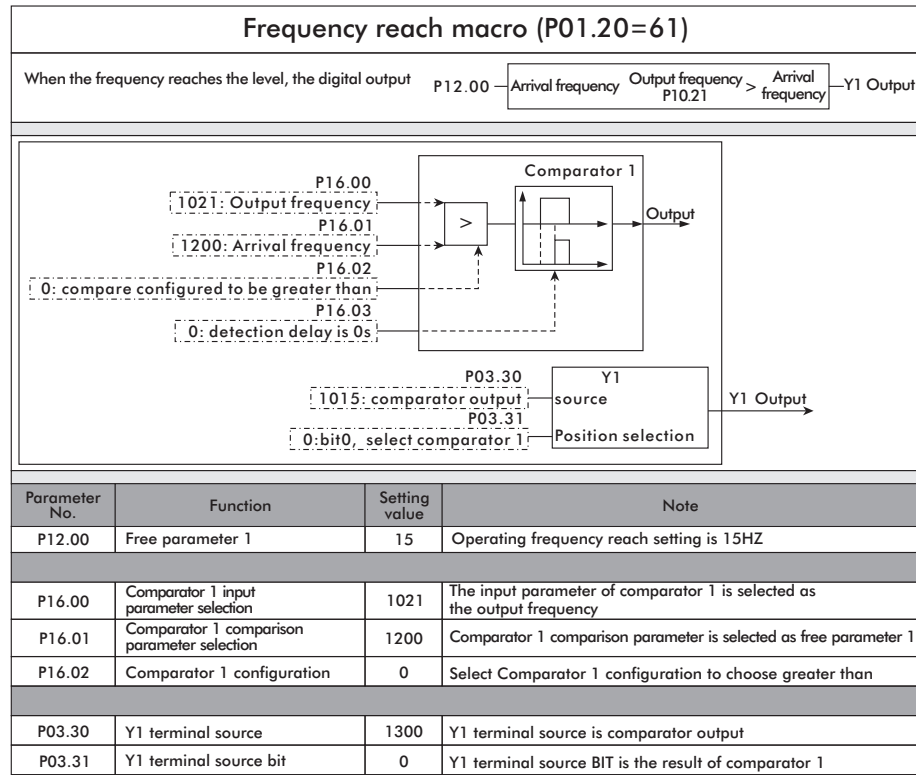 Frequency reach macro (P01.20=61)
When the frequency reaches the level, the digital output
P12.00
Arrival frequency
Output frequency
P10.21
>
Arrival
frequency
Y1 Output
Comparator 1
P16.00
1021: Output frequency
P16.01
1200: Arrival frequency
>
Output
P16.02
0: compare configured to be greater than
P16.03
0: detection delay is 0s
P03.30
1015: comparator output
P03.31
0:bit0, select comparator 1
Y1
source
Position selection
Y1 Output
Parameter No. Function Setting value Note
P12.00 Free parameter 1 15 Operating frequency reach setting is 15HZ
P16.00 Comparator 1 input parameter selection 1021 The input parameter of comparator 1 is selected as the output frequency
P16.01 Comparator 1 comparison parameter selection 1200 Comparator 1 comparison parameter is selected as free parameter 1
P16.02 Comparator 1 configuration 0 Select Comparator 1 configuration to choose greater than
P03.30 Y1 terminal source 1300 Y1 terminal source is comparator output
P03.31 Y1 terminal source bit 0 Y1 terminal source BIT is the result of comparator 1